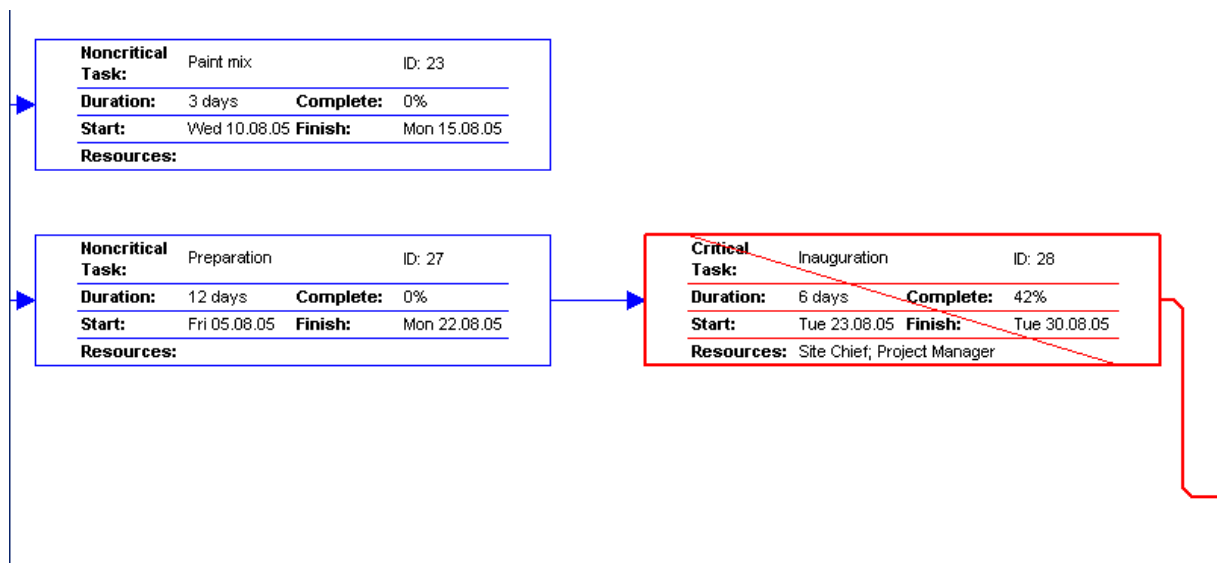 Noncritical Task: Paint mix ID: 23
Duration: 3 days Complete: 0%
Start: Wed 10.08.05 Finish: Mon 15.08.05
Resources:
Noncritical Task: Preparation ID: 27
Duration: 12 days Complete: 0%
Start: Fri 05.08.05 Finish: Mon 22.08.05
Resources:
Critical Task: Inauguration ID: 28
Duration: 6 days Complete: 42%
Start: Tue 23.08.05 Finish: Tue 30.08.05
Resources: Site Chief; Project Manager